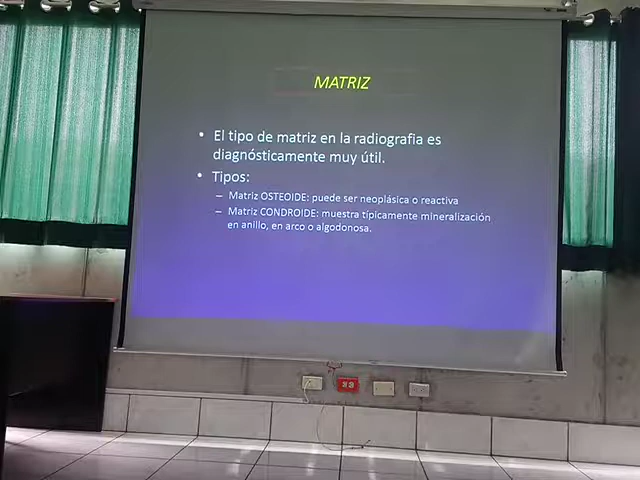 MATRIZ
• El tipo de matriz en la radiografia es
diagnósticamente muy útil.
• Tipos:
– Matriz OSTEOIDE: puede ser neoplásica o reactiva
– Matriz CONDROIDE: muestra típicamente mineralización
en anillo, en arco o algodonosa.